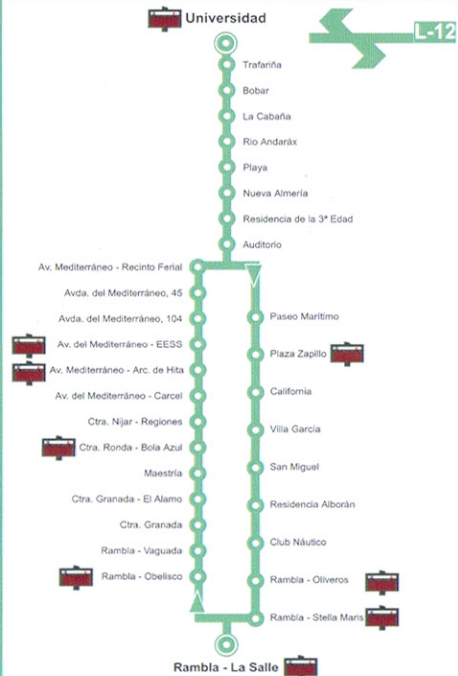 Universidad
L-12
Trafariña
Bobar
La Cabaña
Rio Andaráx
Playa
Nueva Almería
Residencia de la 3ª Edad
Auditorio
Av. Mediterráneo - Recinto Ferial
Avda. del Mediterráneo, 45
Avda. del Mediterráneo, 104
Av. del Mediterráneo - EESS
Av. Mediterráneo - Arc. de Hita
Av. del Mediterráneo - Carcel
Ctra. Nijar - Regiones
Ctra. Ronda - Bola Azul
Maestría
Ctra. Granada - El Alamo
Ctra. Granada
Rambla - Vaguada
Rambla - Obelisco
Paseo Marítimo
Plaza Zapillo
California
Villa García
San Miguel
Residencia Alborán
Club Náutico
Rambla - Oliveros
Rambla - Stella Maris
Rambla - La Salle